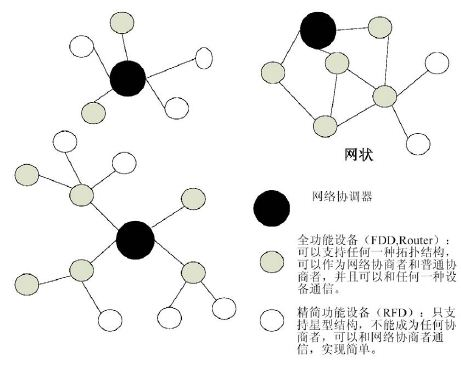 网状
网络协调器
全功能设备（FDD,Router）：
可以支持任何一种拓扑结构，
可以作为网络协商者和普通协
商者，并且可以和任何一种设
备通信。
精简功能设备（RFD）：只支
持星型结构，不能成为任何协
商者，可以和网络协商者通
信，实现简单。